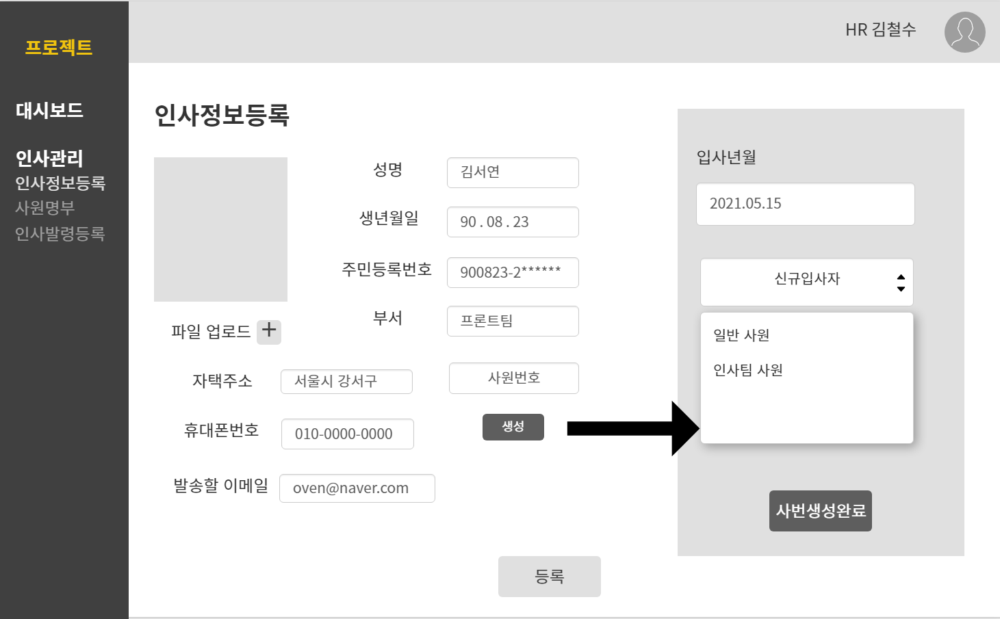 HR 김철수
프로젝트
대시보드
인사관리
인사정보등록
사원명부
인사발령등록
인사정보등록
성명
김서연
생년월일
90 . 08 . 23
주민등록번호
900823-2******
부서
프론트팀
파일 업로드 +
자택주소
서울시 강서구
사원번호
휴대폰번호
010-0000-0000
생성
발송할 이메일
oven@naver.com
등록
입사년월
2021.05.15
신규입사자
일반 사원
인사팀 사원
사번생성완료